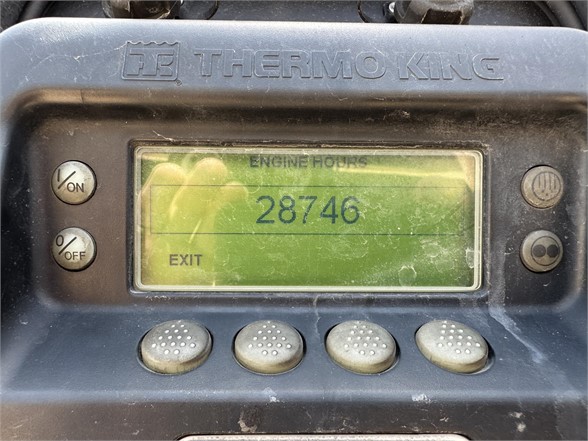 THERMO KING
ENGINE HOURS
I/ON
28746
O/OFF
EXIT